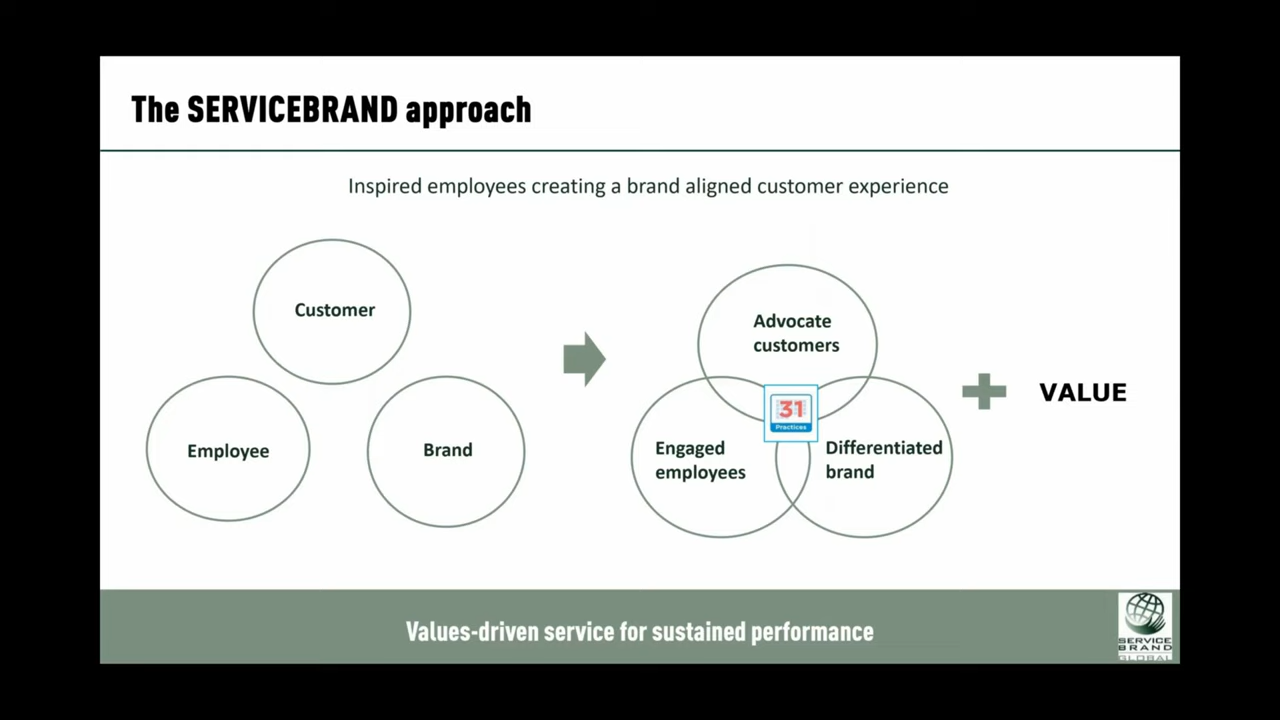 The SERVICEBRAND approach
Inspired employees creating a brand aligned customer experience
Customer
Employee
Brand
Advocate
customers
31
Practices
Engaged
employees
Differentiated
brand
VALUE
Values-driven service for sustained performance
SERVICE
BRAND
GLOBAL